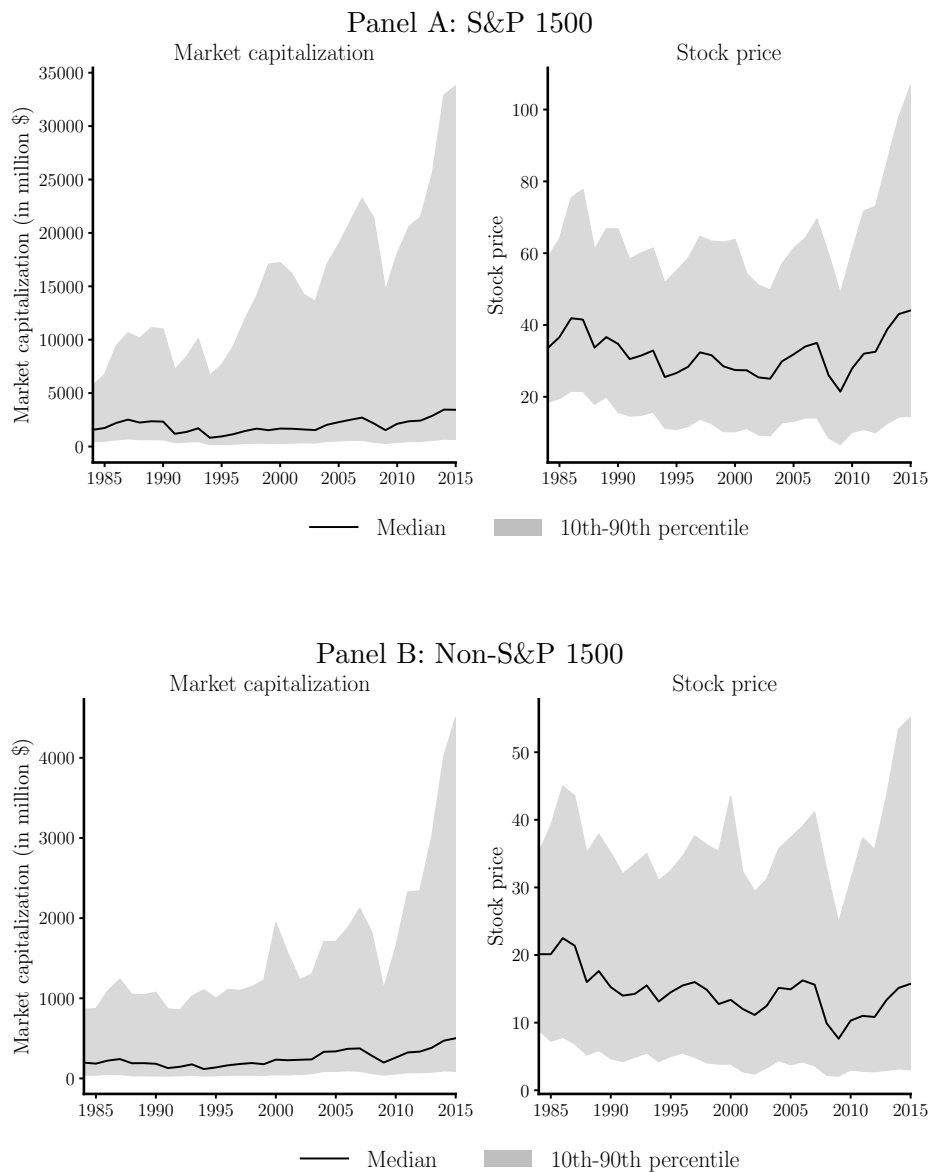 Panel A: S&P 1500
Market capitalization
Stock price
Market capitalization (in million $)
35000
30000
25000
20000
15000
10000
5000
0
1985 1990 1995 2000 2005 2010 2015
Stock price
100
80
60
40
20
1985 1990 1995 2000 2005 2010 2015
Median 10th-90th percentile
Panel B: Non-S&P 1500
Market capitalization
Stock price
Market capitalization (in million $)
4000
3000
2000
1000
0
1985 1990 1995 2000 2005 2010 2015
Stock price
50
40
30
20
10
0
1985 1990 1995 2000 2005 2010 2015
Median 10th-90th percentile